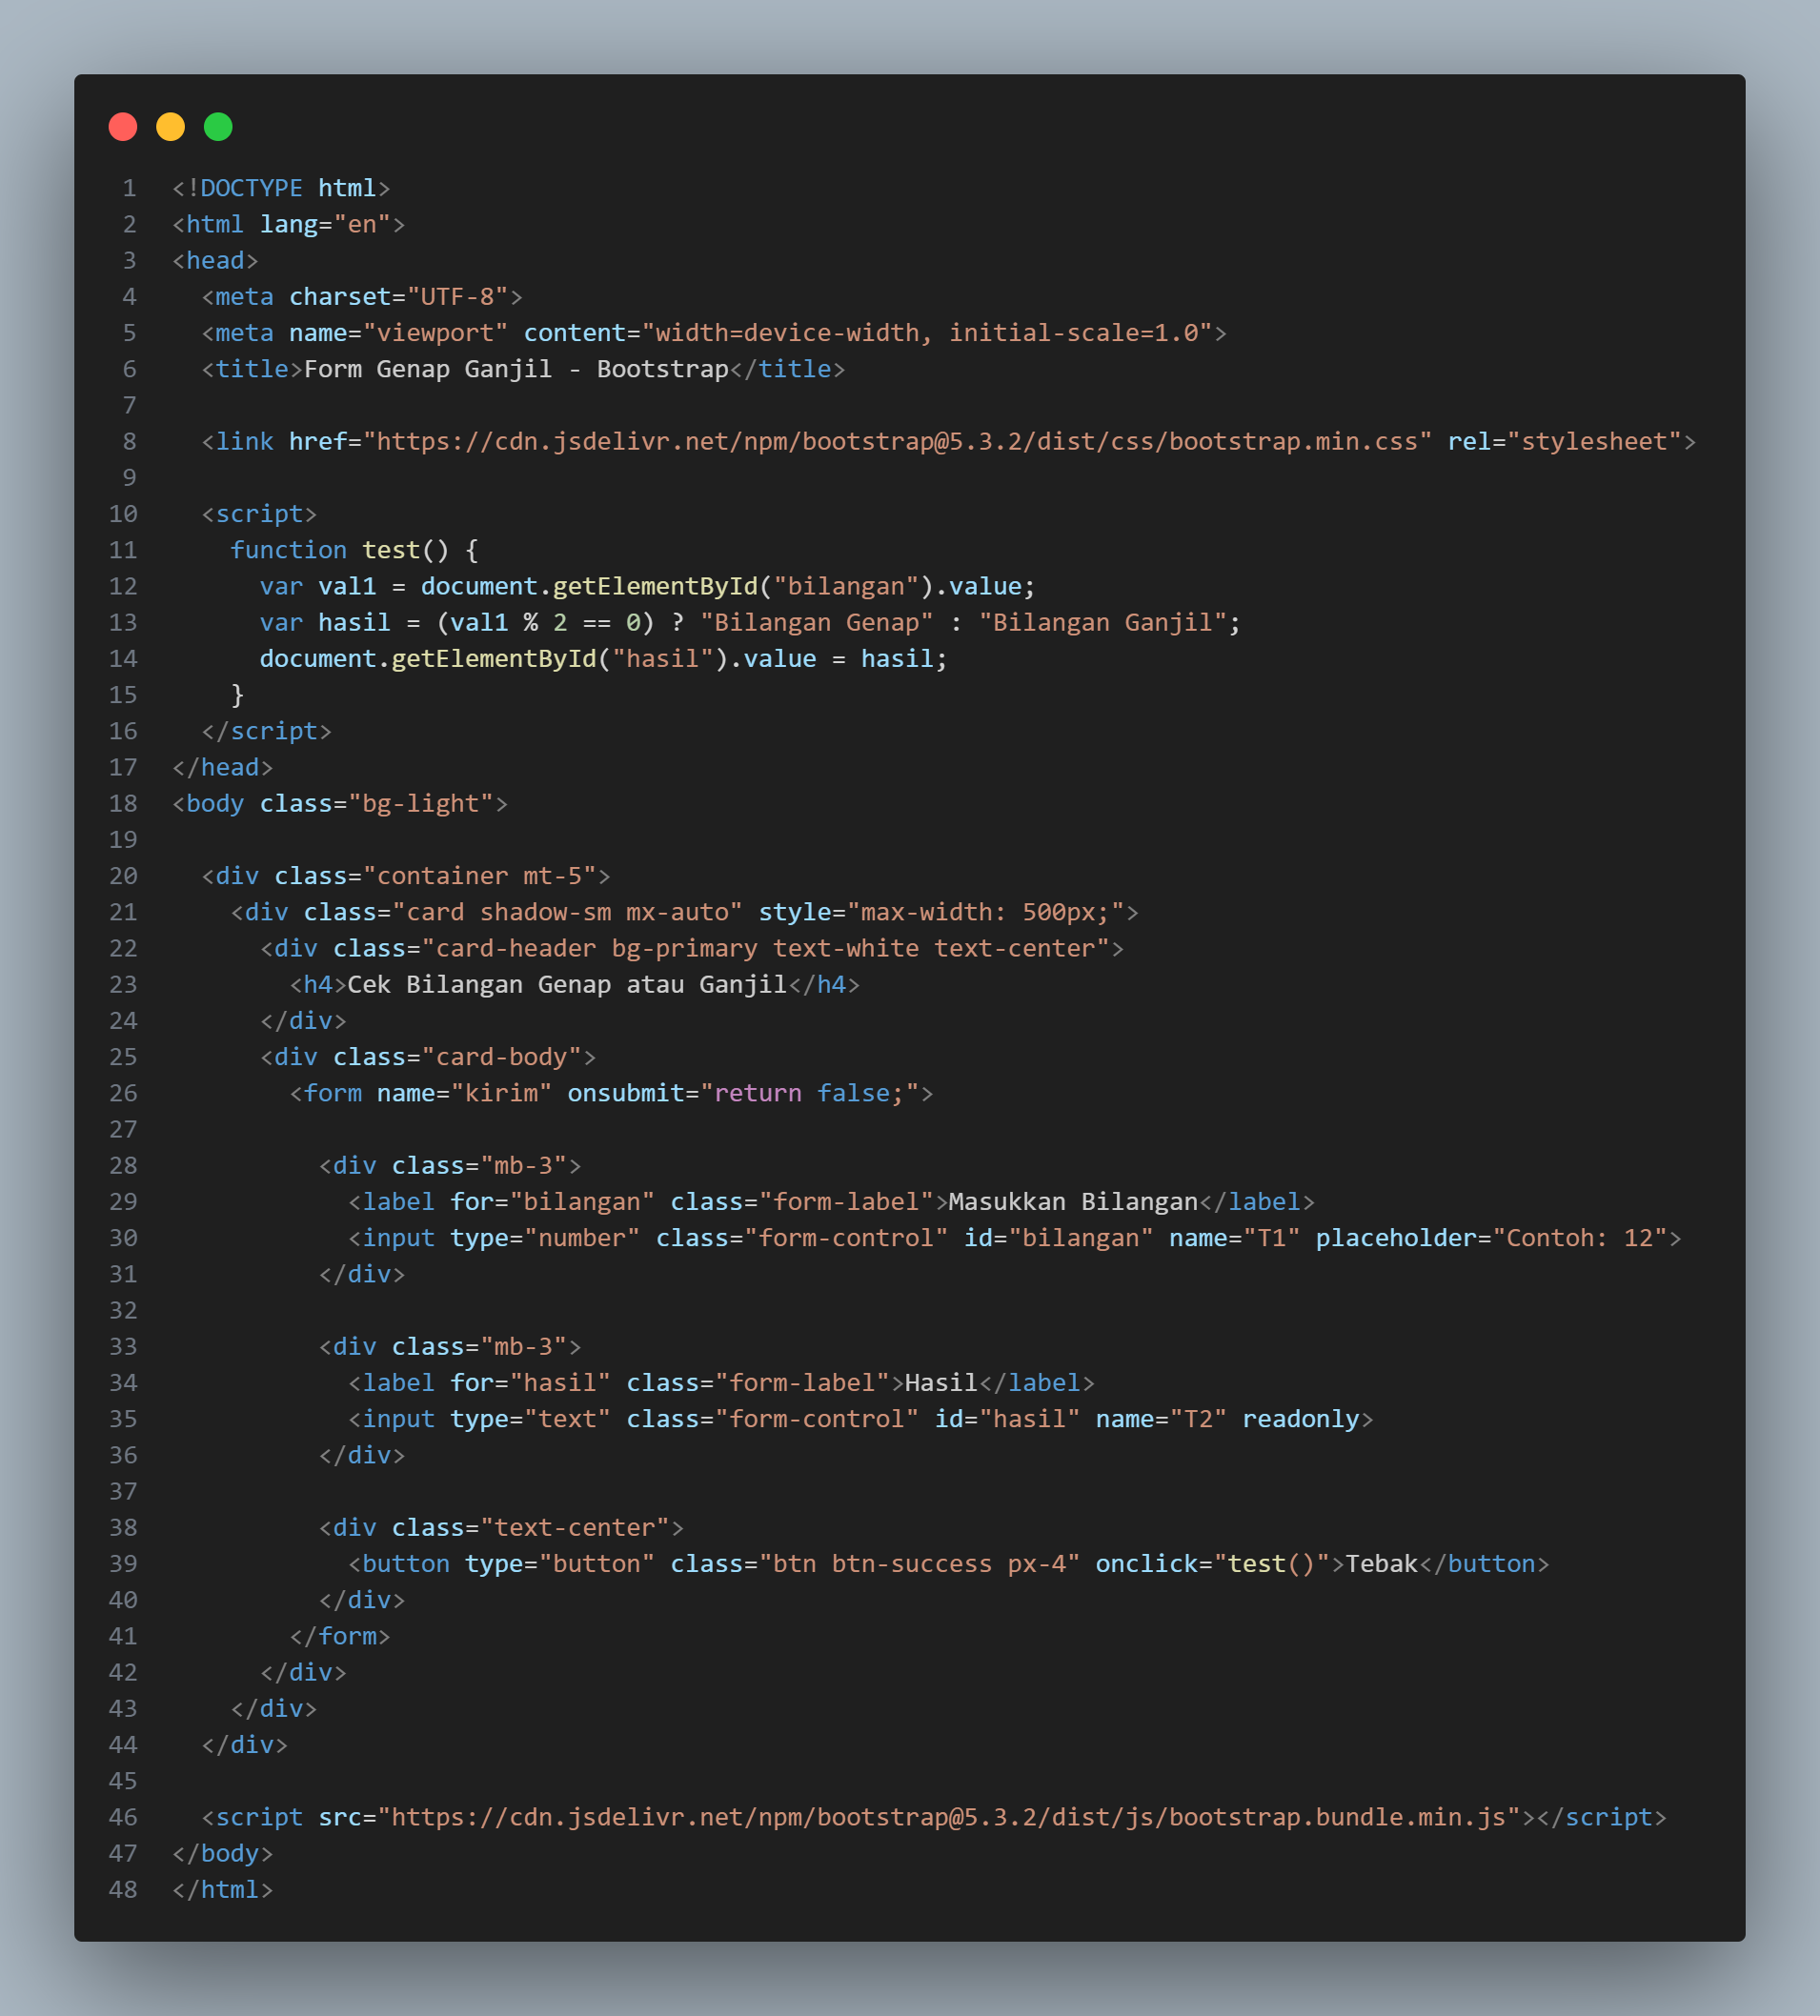 1 <!DOCTYPE html>
2 <html lang="en">
3 <head>
4   <meta charset="UTF-8">
5   <meta name="viewport" content="width=device-width, initial-scale=1.0">
6   <title>Form Genap Ganjil - Bootstrap</title>
7
8   <link href="https://cdn.jsdelivr.net/npm/bootstrap@5.3.2/dist/css/bootstrap.min.css" rel="stylesheet">
9
10   <script>
11     function test() {
12       var val1 = document.getElementById("bilangan").value;
13       var hasil = (val1 % 2 == 0) ? "Bilangan Genap" : "Bilangan Ganjil";
14       document.getElementById("hasil").value = hasil;
15     }
16   </script>
17 </head>
18 <body class="bg-light">
19
20   <div class="container mt-5">
21     <div class="card shadow-sm mx-auto" style="max-width: 500px;">
22       <div class="card-header bg-primary text-white text-center">
23         <h4>Cek Bilangan Genap atau Ganjil</h4>
24       </div>
25       <div class="card-body">
26         <form name="kirim" onsubmit="return false;">
27
28           <div class="mb-3">
29             <label for="bilangan" class="form-label">Masukkan Bilangan</label>
30             <input type="number" class="form-control" id="bilangan" name="T1" placeholder="Contoh: 12">
31           </div>
32
33           <div class="mb-3">
34             <label for="hasil" class="form-label">Hasil</label>
35             <input type="text" class="form-control" id="hasil" name="T2" readonly>
36           </div>
37
38           <div class="text-center">
39             <button type="button" class="btn btn-success px-4" onclick="test()">Tebak</button>
40           </div>
41         </form>
42       </div>
43     </div>
44   </div>
45
46   <script src="https://cdn.jsdelivr.net/npm/bootstrap@5.3.2/dist/js/bootstrap.bundle.min.js"></script>
47 </body>
48 </html>